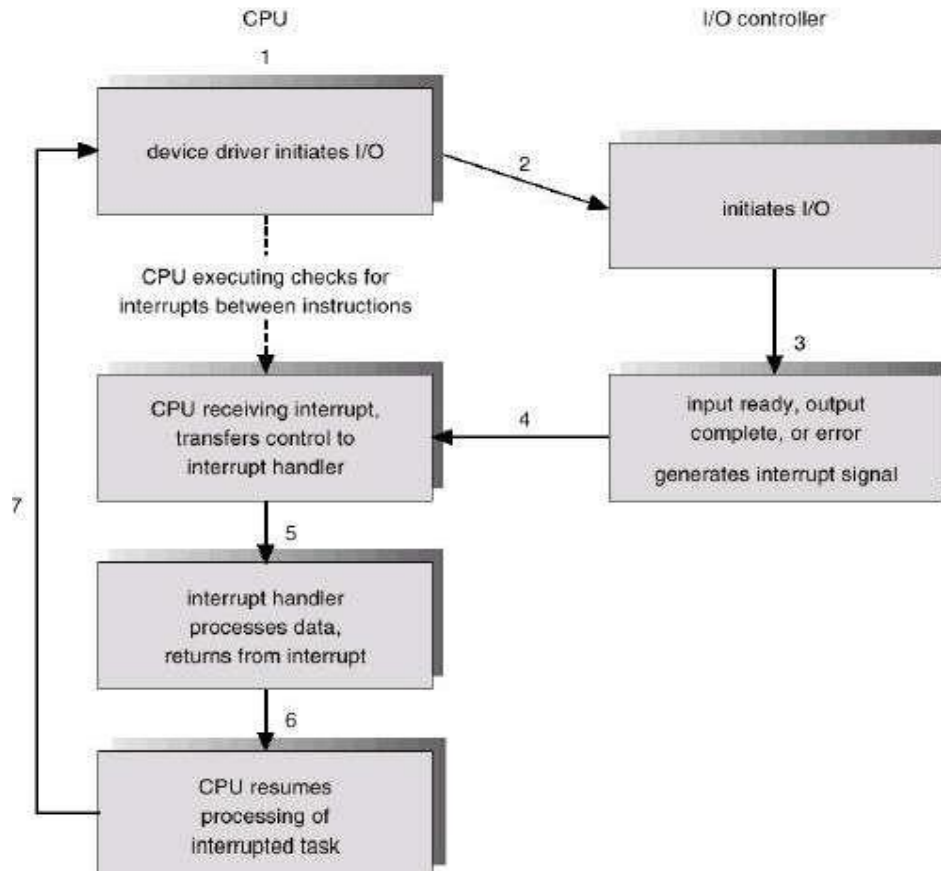 CPU
I/O controller
1
device driver initiates I/O
2
initiates I/O
CPU executing checks for
interrupts between instructions
3
CPU receiving interrupt,
transfers control to
interrupt handler
4
input ready, output
complete, or error
generates interrupt signal
7
5
interrupt handler
processes data,
returns from interrupt
6
CPU resumes
processing of
interrupted task